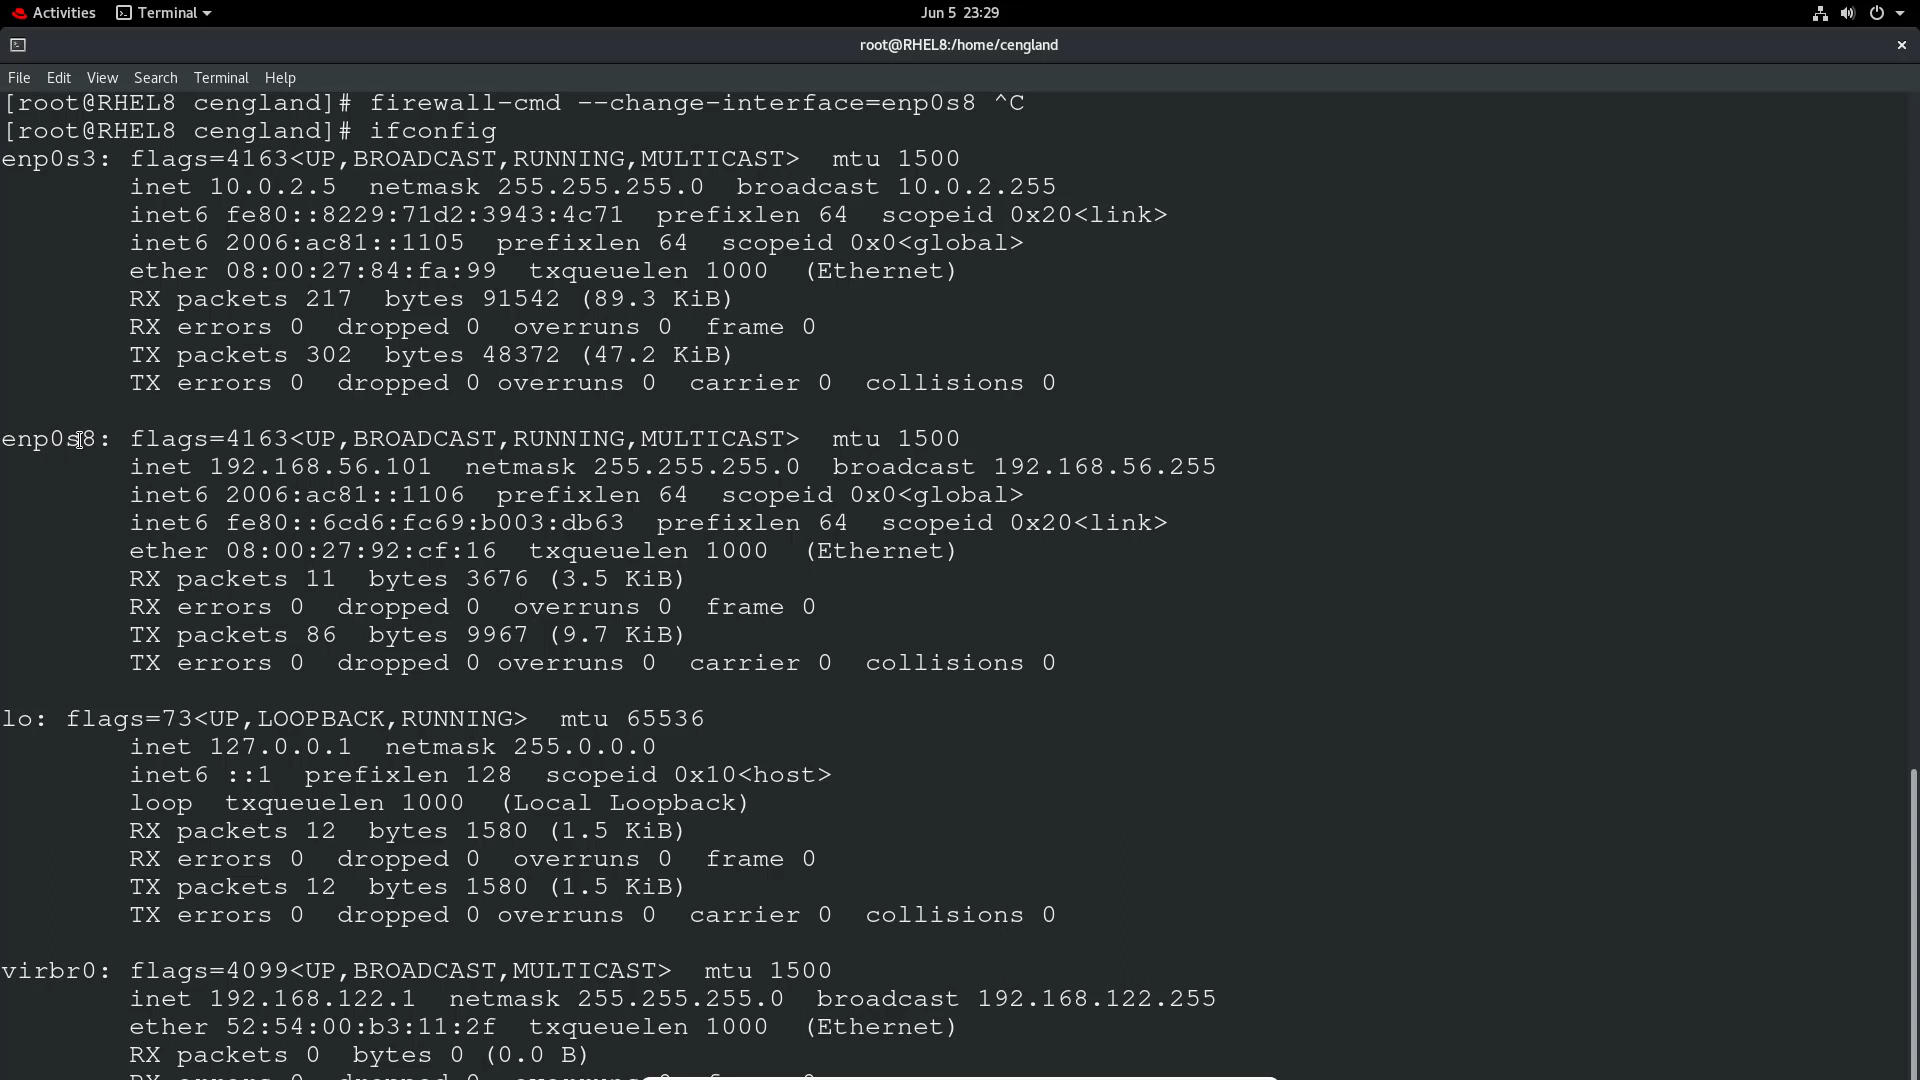 Activities Terminal Jun 5 23:29
root@RHEL8:/home/cengland
File Edit View Search Terminal Help
[root@RHEL8 cengland]# firewall-cmd --change-interface=enp0s8 ^C
[root@RHEL8 cengland]# ifconfig
enp0s3: flags=4163<UP,BROADCAST,RUNNING,MULTICAST>  mtu 1500
        inet 10.0.2.5  netmask 255.255.255.0  broadcast 10.0.2.255
        inet6 fe80::8229:71d2:3943:4c71  prefixlen 64  scopeid 0x20<link>
        inet6 2006:ac81::1105  prefixlen 64  scopeid 0x0<global>
        ether 08:00:27:84:fa:99  txqueuelen 1000  (Ethernet)
        RX packets 217  bytes 91542 (89.3 KiB)
        RX errors 0  dropped 0  overruns 0  frame 0
        TX packets 302  bytes 48372 (47.2 KiB)
        TX errors 0  dropped 0 overruns 0  carrier 0  collisions 0
enp0s8: flags=4163<UP,BROADCAST,RUNNING,MULTICAST>  mtu 1500
        inet 192.168.56.101  netmask 255.255.255.0  broadcast 192.168.56.255
        inet6 2006:ac81::1106  prefixlen 64  scopeid 0x0<global>
        inet6 fe80::6cd6:fc69:b003:db63  prefixlen 64  scopeid 0x20<link>
        ether 08:00:27:92:cf:16  txqueuelen 1000  (Ethernet)
        RX packets 11  bytes 3676 (3.5 KiB)
        RX errors 0  dropped 0  overruns 0  frame 0
        TX packets 86  bytes 9967 (9.7 KiB)
        TX errors 0  dropped 0 overruns 0  carrier 0  collisions 0
lo: flags=73<UP,LOOPBACK,RUNNING>  mtu 65536
        inet 127.0.0.1  netmask 255.0.0.0
        inet6 ::1  prefixlen 128  scopeid 0x10<host>
        loop  txqueuelen 1000  (Local Loopback)
        RX packets 12  bytes 1580 (1.5 KiB)
        RX errors 0  dropped 0  overruns 0  frame 0
        TX packets 12  bytes 1580 (1.5 KiB)
        TX errors 0  dropped 0 overruns 0  carrier 0  collisions 0
virbr0: flags=4099<UP,BROADCAST,MULTICAST>  mtu 1500
        inet 192.168.122.1  netmask 255.255.255.0  broadcast 192.168.122.255
        ether 52:54:00:b3:11:2f  txqueuelen 1000  (Ethernet)
        RX packets 0  bytes 0 (0.0 B)